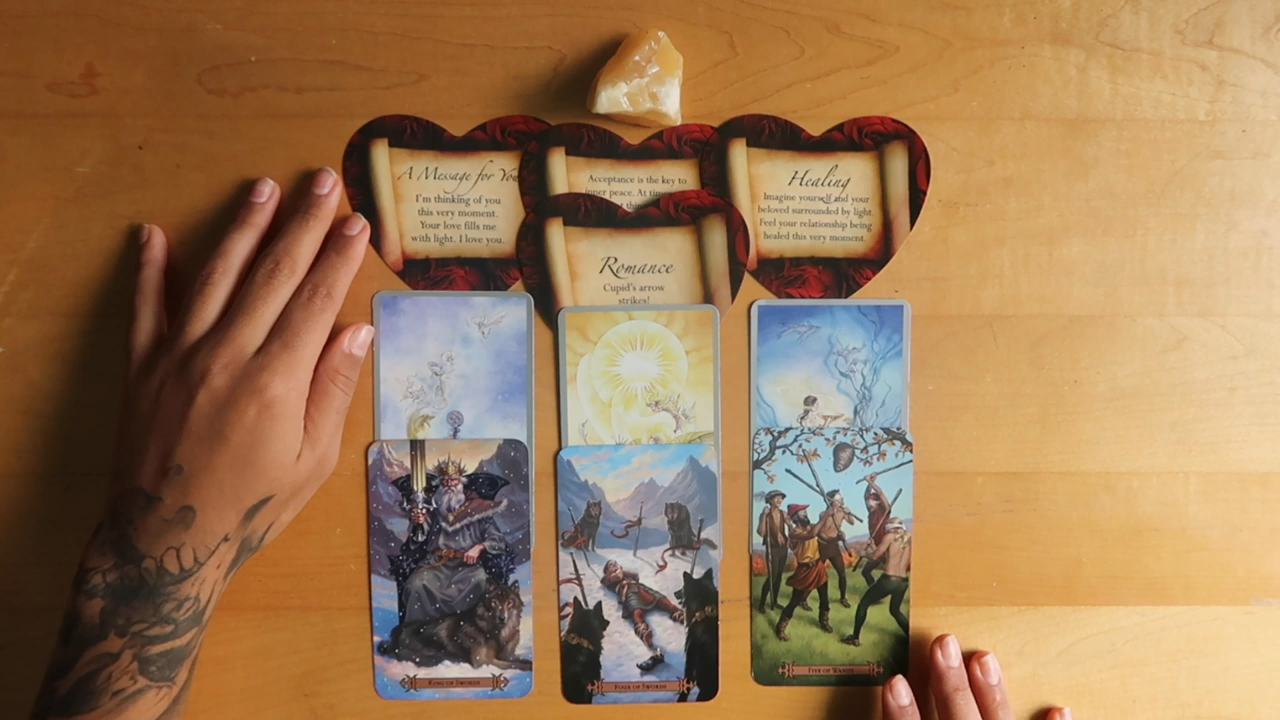 A Message for You
I'm thinking of you
this very moment.
Your love fills me
with light. I love you.
Acceptance is the key to
inner peace. At
Romance
Cupid's arrow
strikes!
Healing
Imagine yourself and your
beloved surrounded by light.
Feel your relationship being
healed this very moment.
King of Swords
Four of Swords
Five of Wands